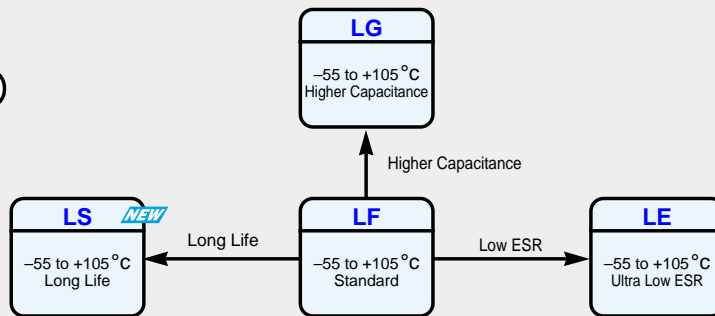 LG
–55 to +105°C
Higher Capacitance
Higher Capacitance
LS NEW
–55 to +105°C
Long Life
Long Life
LF
–55 to +105°C
Standard
Low ESR
LE
–55 to +105°C
Ultra Low ESR